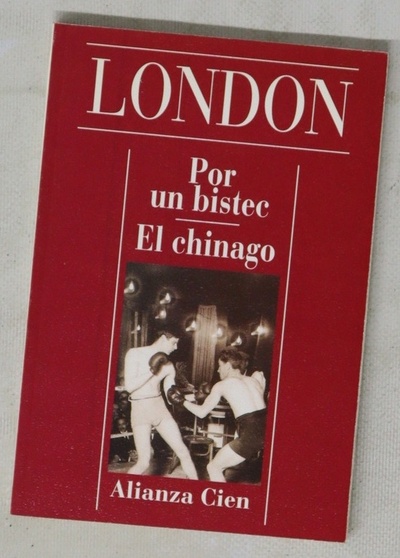 LONDON
Por
un bistec
El chinago
Alianza Cien